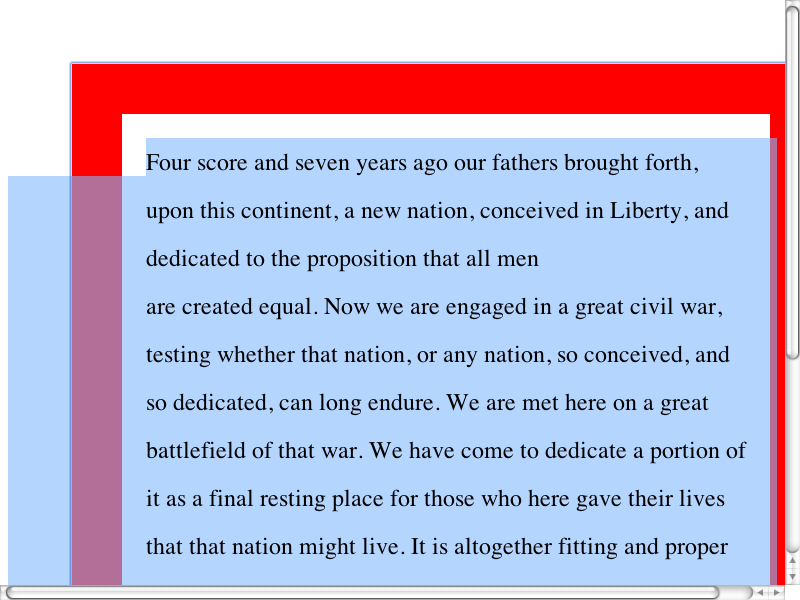 Four score and seven years ago our fathers brought forth,
upon this continent, a new nation, conceived in Liberty, and
dedicated to the proposition that all men
are created equal. Now we are engaged in a great civil war,
testing whether that nation, or any nation, so conceived, and
so dedicated, can long endure. We are met here on a great
battlefield of that war. We have come to dedicate a portion of
it as a final resting place for those who here gave their lives
that that nation might live. It is altogether fitting and proper